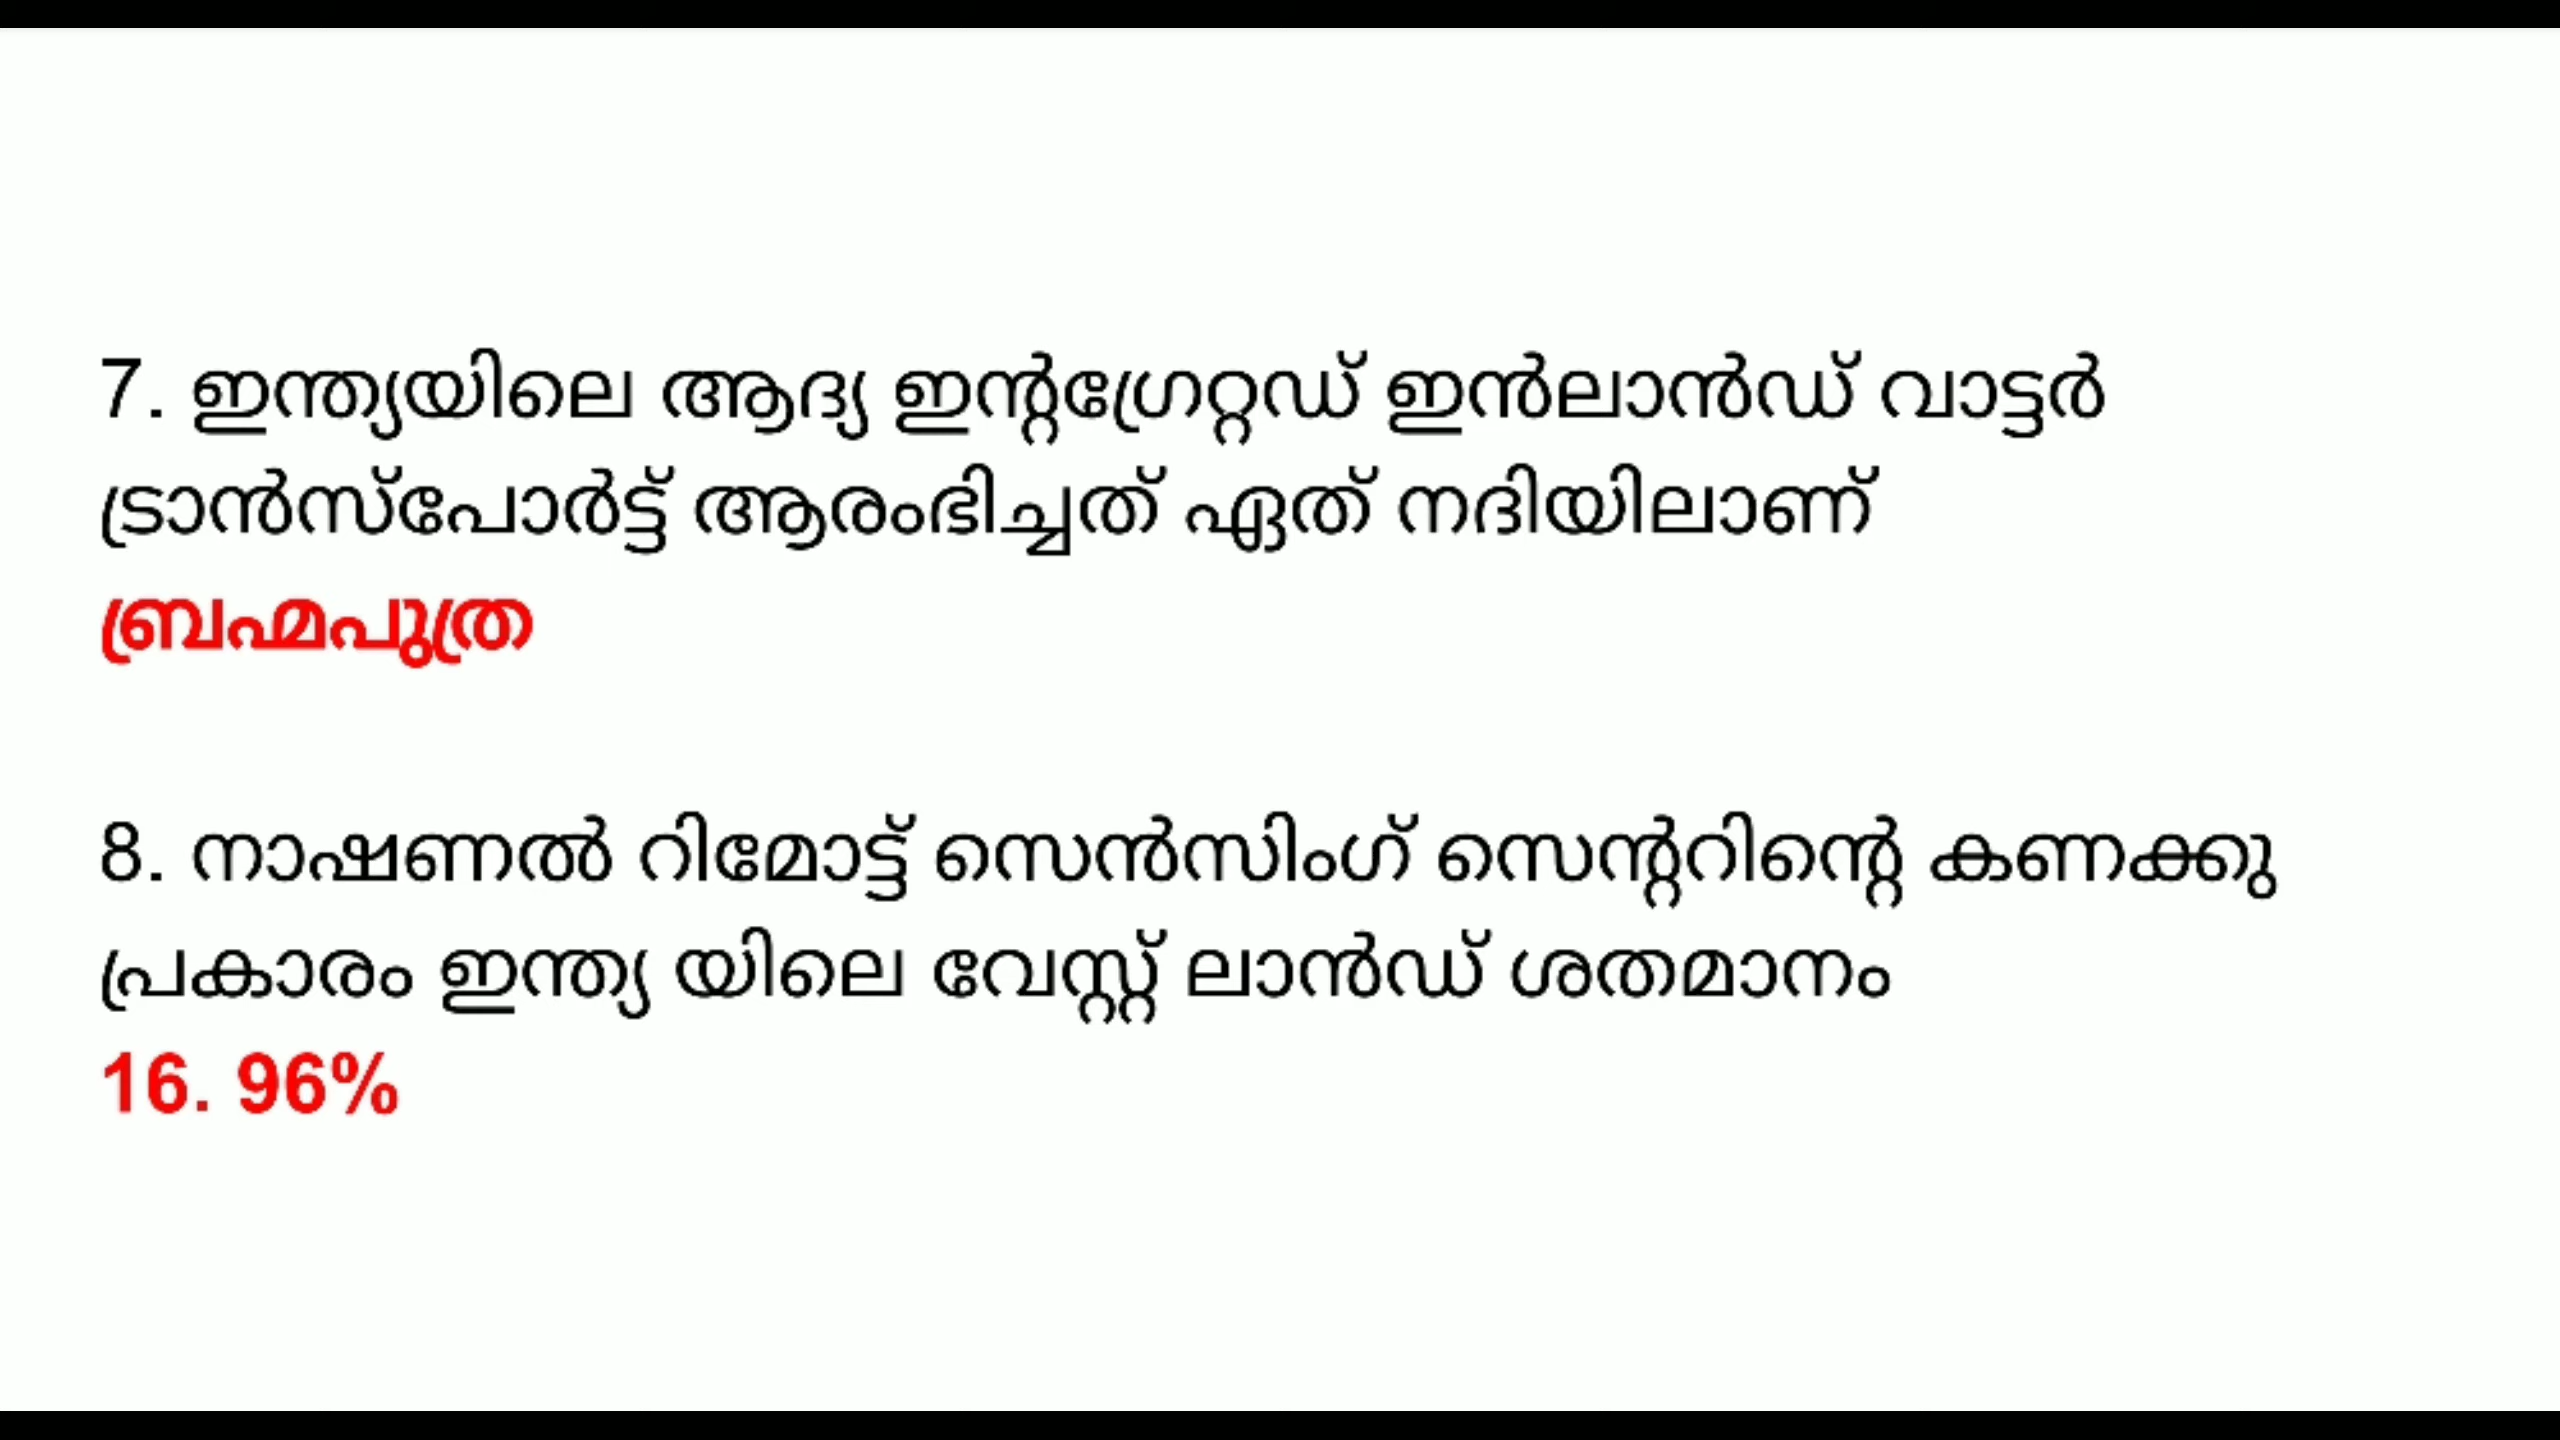 7. ഇന്ത്യയിലെ ആദ്യ ഇന്റഗ്രേറ്റഡ് ഇൻലാൻഡ് വാട്ടർ
ട്രാൻസ്പോർട്ട് ആരംഭിച്ചത് ഏത് നദിയിലാണ്
ബ്രഹ്മപുത്ര
8. നാഷണൽ റിമോട്ട് സെൻസിംഗ് സെന്ററിന്റെ കണക്കു
പ്രകാരം ഇന്ത്യ യിലെ വേസ്റ്റ് ലാൻഡ് ശതമാനം
16. 96%